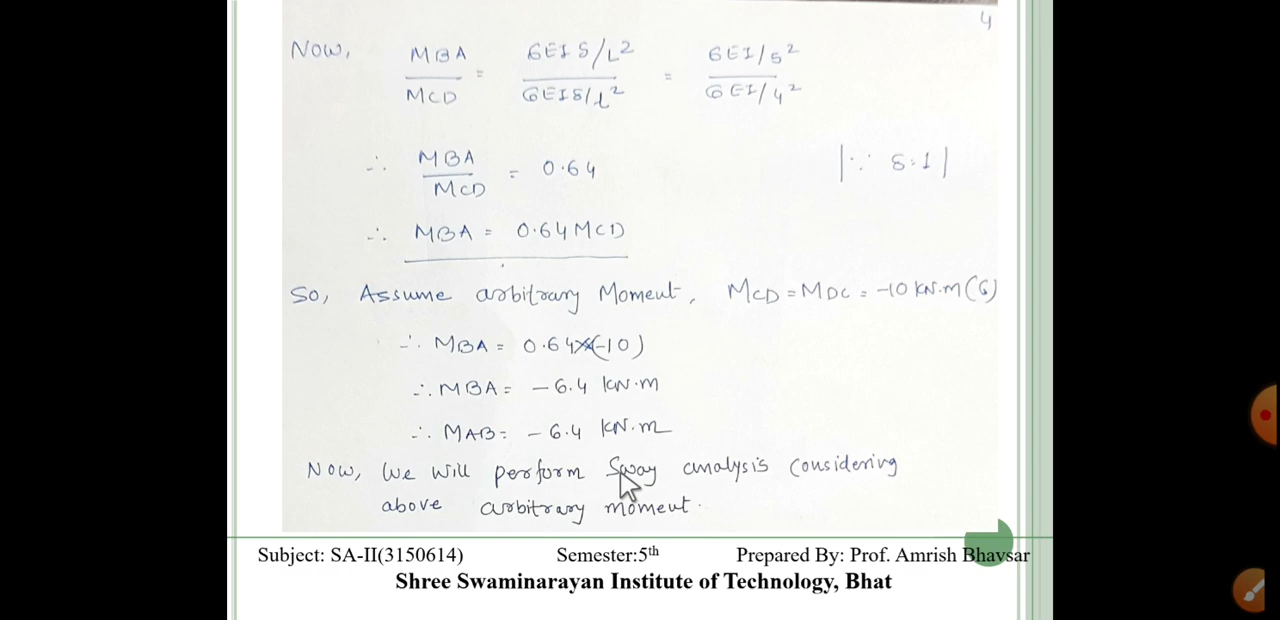 4
Now, MBA/MCD = 6EIδ/L² / 6EIδ/L² = 6EI/5² / 6EI/4²
∴ MBA/MCD = 0.64 |∵ δ=1|
∴ MBA = 0.64 MCD
So, Assume arbitrary Moment, MCD = MDC = -10 kN.m (G)
∴ MBA = 0.64×(-10)
∴ MBA = -6.4 kN.m
∴ MAB = -6.4 kN.m
Now, we will perform Sway analysis considering
above arbitrary moment.
Subject: SA-II(3150614) Semester:5th Prepared By: Prof. Amrish Bhavsar
Shree Swaminarayan Institute of Technology, Bhat